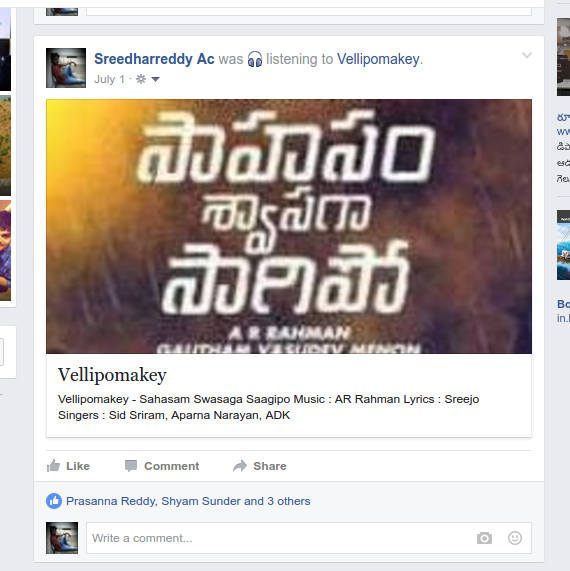 Sreedharreddy Ac was listening to Vellipomakey.
July 1
సాహసం
శ్వాసగా
సాగిపో
A R RAHMAN
GAUTHAM VASUDEV MENON
Vellipomakey
Vellipomakey - Sahasam Swasaga Saagipo Music : AR Rahman Lyrics : Sreejo
Singers : Sid Sriram, Aparna Narayan, ADK
Like Comment Share
Prasanna Reddy, Shyam Sunder and 3 others
Write a comment...